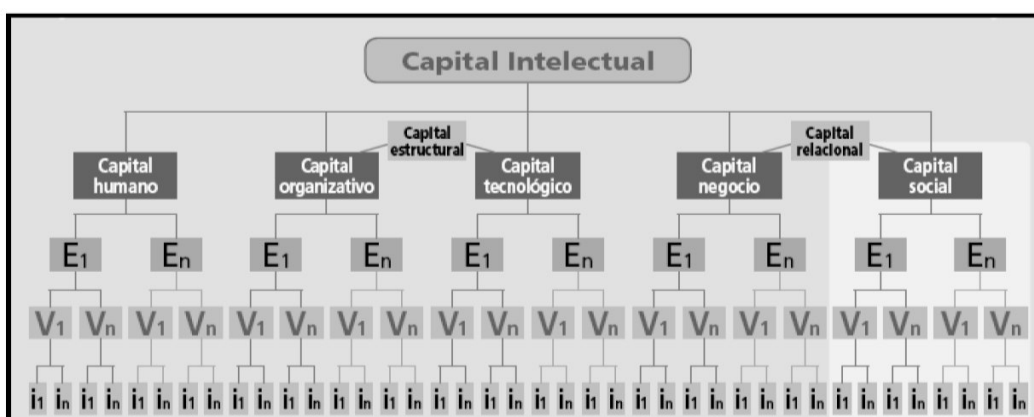 Capital Intelectual
Capital
estructural
Capital
relacional
Capital
humano
Capital
organizativo
Capital
tecnológico
Capital
negocio
Capital
social
E1 En E1 En E1 En E1 En E1 En
V1 Vn V1 Vn V1 Vn V1 Vn V1 Vn V1 Vn V1 Vn V1 Vn V1 Vn V1 Vn
i1 in i1 in i1 in i1 in i1 in i1 in i1 in i1 in i1 in i1 in i1 in i1 in i1 in i1 in i1 in i1 in i1 in i1 in i1 in i1 in